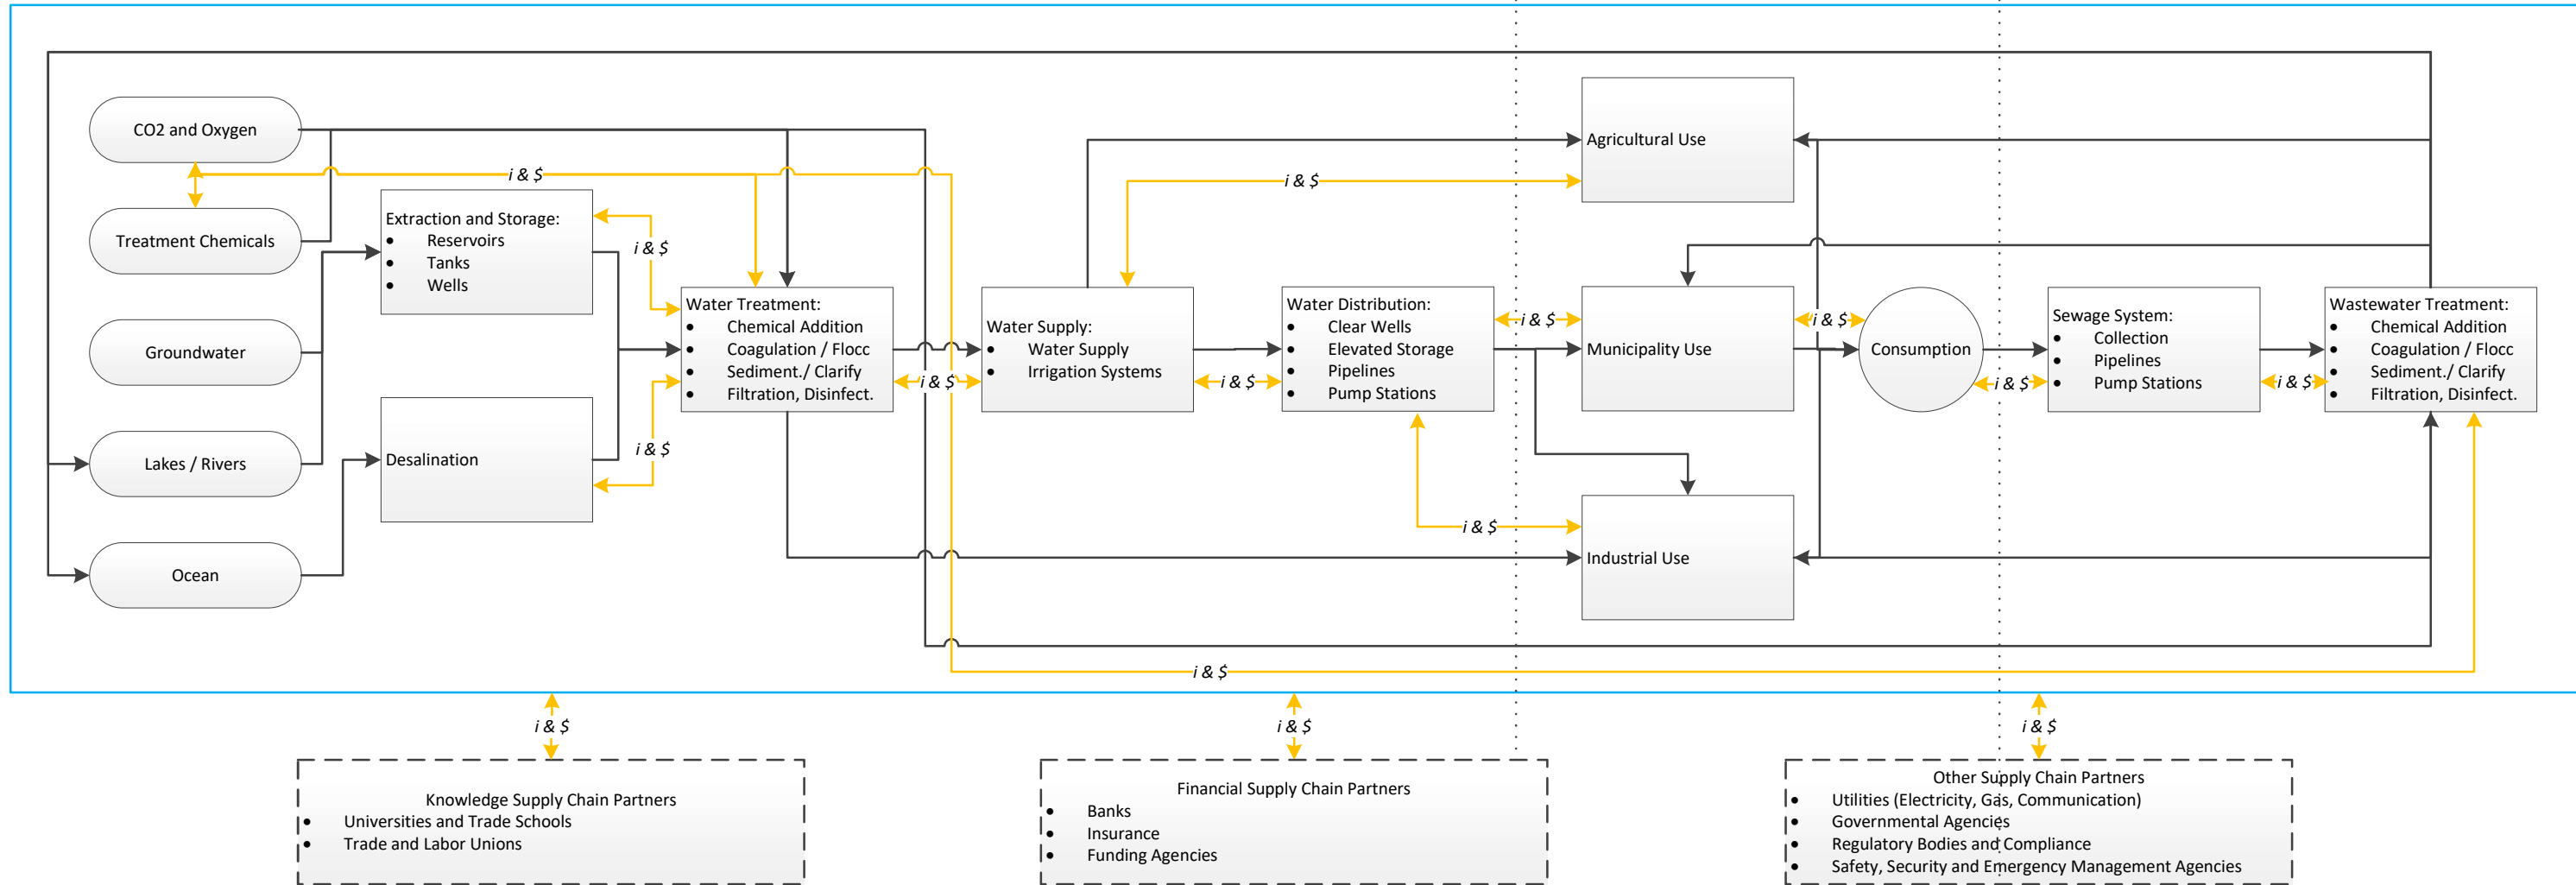 CO2 and Oxygen
Treatment Chemicals
Groundwater
Lakes / Rivers
Ocean
i & $
Extraction and Storage:
• Reservoirs
• Tanks
• Wells
i & $
Desalination
i & $
Water Treatment:
• Chemical Addition
• Coagulation / Flocc
• Sediment./ Clarify
• Filtration, Disinfect.
i & $
Water Supply:
• Water Supply
• Irrigation Systems
i & $
i & $
Water Distribution:
• Clear Wells
• Elevated Storage
• Pipelines
• Pump Stations
i & $
i & $
Agricultural Use
Municipality Use
Industrial Use
i & $
Consumption
i & $
Sewage System:
• Collection
• Pipelines
• Pump Stations
i & $
Wastewater Treatment:
• Chemical Addition
• Coagulation / Flocc
• Sediment./ Clarify
• Filtration, Disinfect.
i & $
i & $
i & $
i & $
Knowledge Supply Chain Partners
• Universities and Trade Schools
• Trade and Labor Unions
Financial Supply Chain Partners
• Banks
• Insurance
• Funding Agencies
Other Supply Chain Partners
• Utilities (Electricity, Gas, Communication)
• Governmental Agencies
• Regulatory Bodies and Compliance
• Safety, Security and Emergency Management Agencies